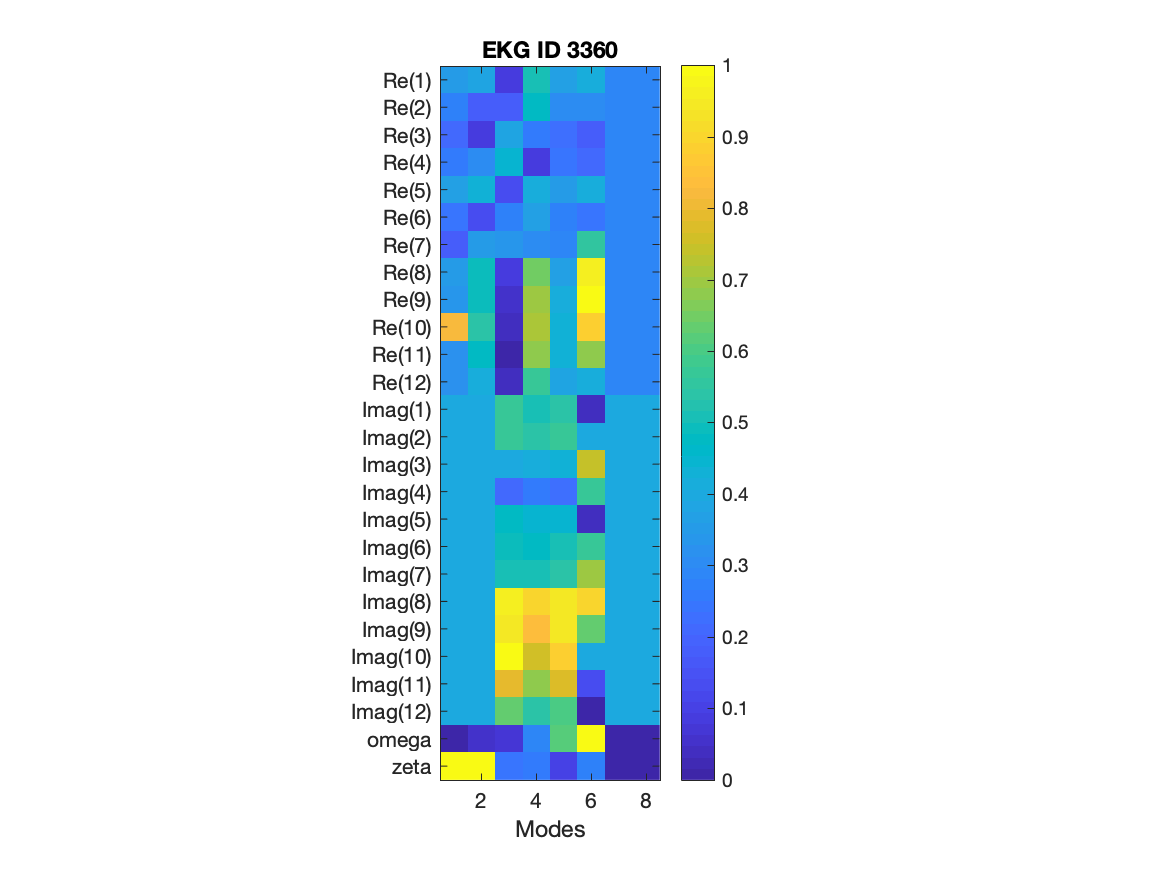 EKG ID 3360
Re(1)
Re(2)
Re(3)
Re(4)
Re(5)
Re(6)
Re(7)
Re(8)
Re(9)
Re(10)
Re(11)
Re(12)
Imag(1)
Imag(2)
Imag(3)
Imag(4)
Imag(5)
Imag(6)
Imag(7)
Imag(8)
Imag(9)
Imag(10)
Imag(11)
Imag(12)
omega
zeta
2 4 6 8
Modes
1
0.9
0.8
0.7
0.6
0.5
0.4
0.3
0.2
0.1
0